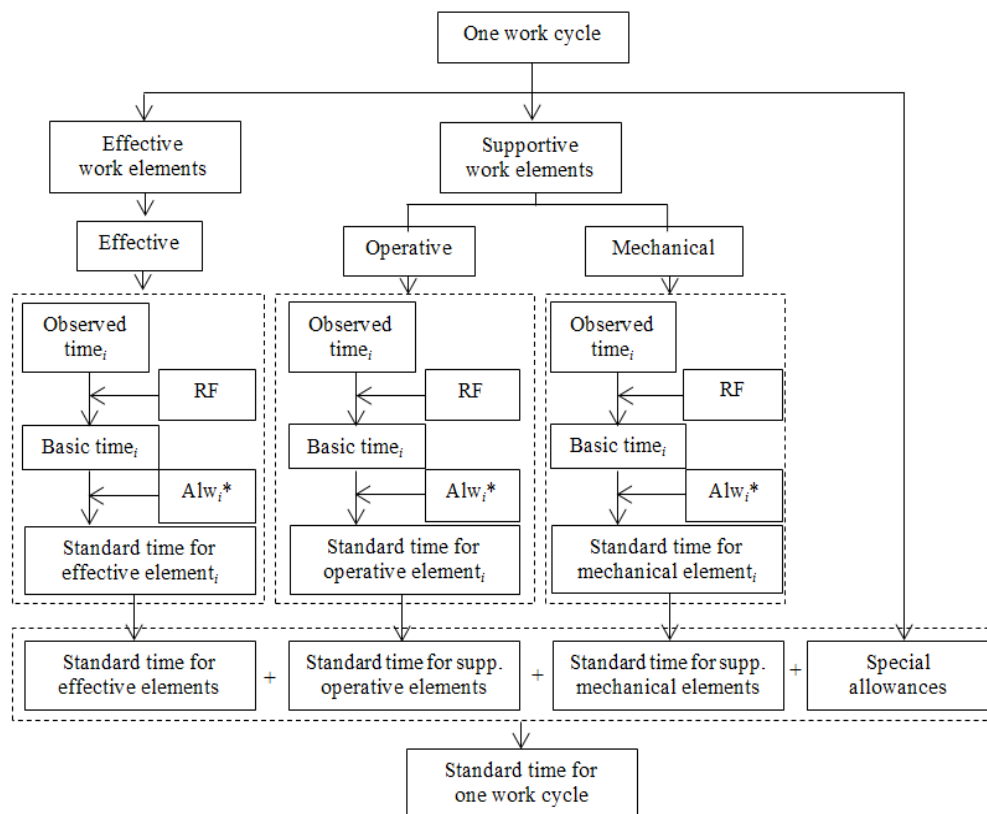 One work cycle
Effective
work elements
Supportive
work elements
Effective
Operative
Mechanical
Observed
timeᵢ
RF
Basic timeᵢ
Alwᵢ*
Standard time for
effective elementᵢ
Observed
timeᵢ
RF
Basic timeᵢ
Alwᵢ*
Standard time for
operative elementᵢ
Observed
timeᵢ
RF
Basic timeᵢ
Alwᵢ*
Standard time for
mechanical elementᵢ
Standard time for
effective elements
+
Standard time for supp.
operative elements
+
Standard time for supp.
mechanical elements
+
Special
allowances
Standard time for
one work cycle